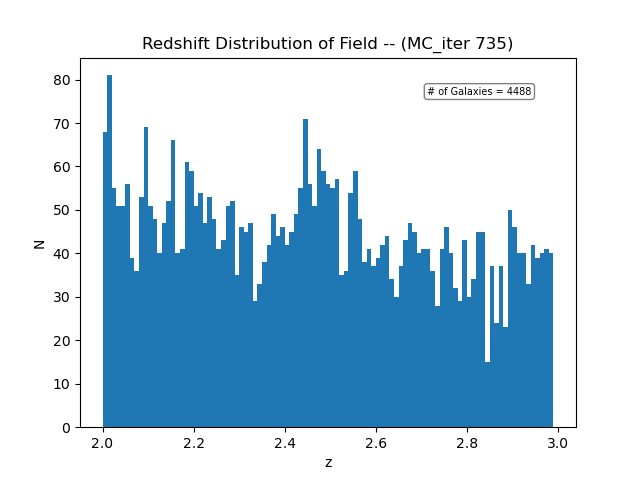 Redshift Distribution of Field -- (MC_iter 735)
# of Galaxies = 4488
N
80
70
60
50
40
30
20
10
0
2.0 2.2 2.4 2.6 2.8 3.0
z